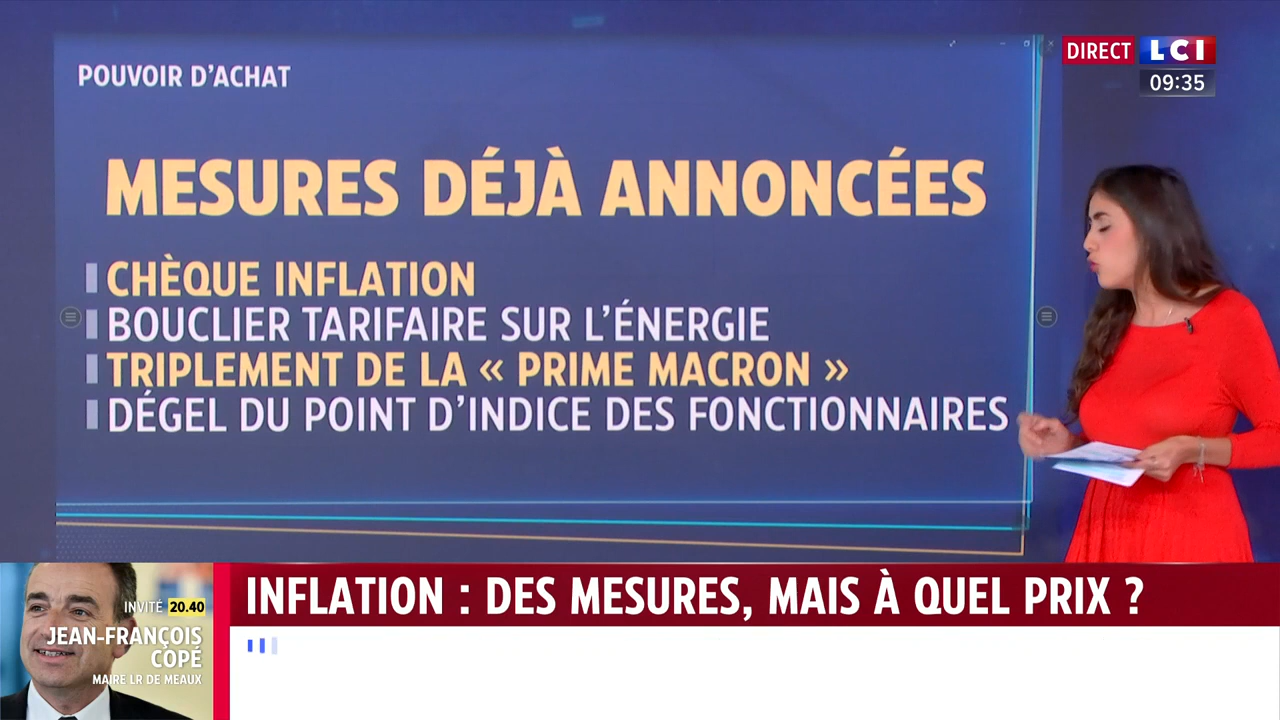 POUVOIR D'ACHAT
DIRECT LCI
09:35
MESURES DÉJÀ ANNONCÉES
CHÈQUE INFLATION
BOUCLIER TARIFAIRE SUR L'ÉNERGIE
TRIPLEMENT DE LA « PRIME MACRON »
DÉGEL DU POINT D'INDICE DES FONCTIONNAIRES
INVITÉ 20.40
JEAN-FRANÇOIS
COPÉ
MAIRE LR DE MEAUX
INFLATION : DES MESURES, MAIS À QUEL PRIX ?